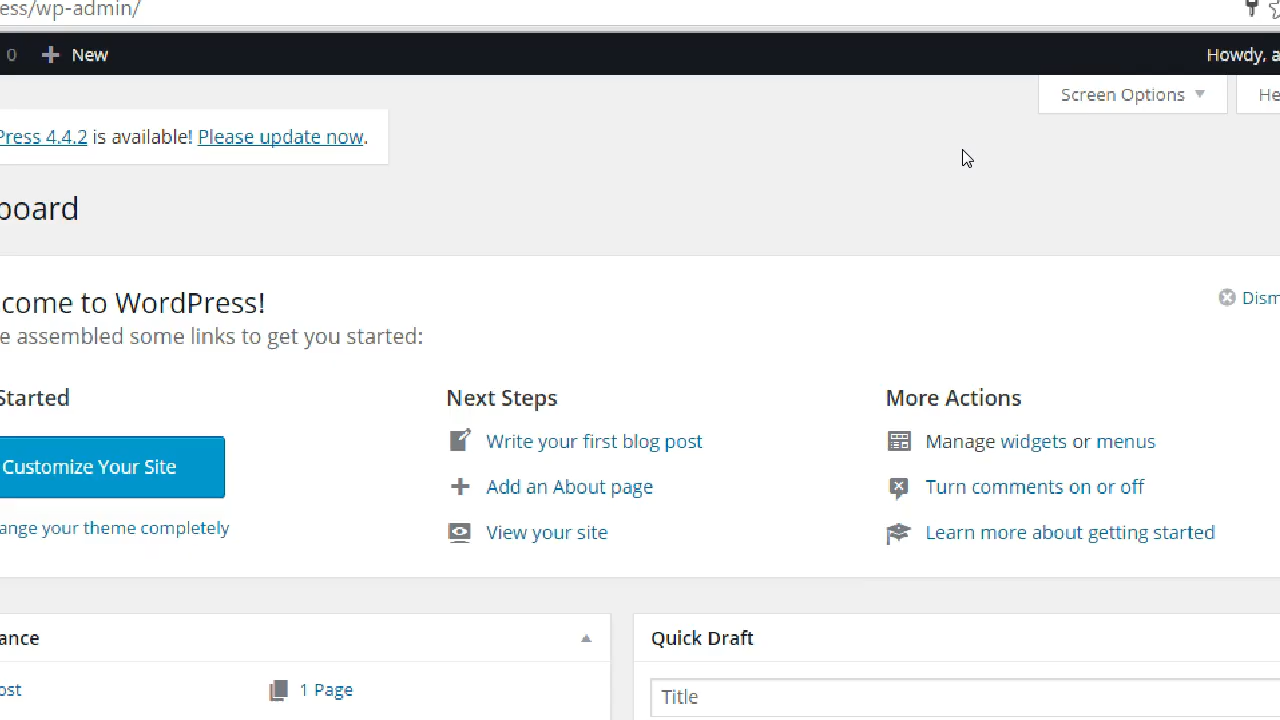 ess/wp-admin/
0 New Howdy, a
Screen Options He
Press 4.4.2 is available! Please update now.
board
come to WordPress!
Dism
e assembled some links to get you started:
Started
Customize Your Site
ange your theme completely
Next Steps
Write your first blog post
Add an About page
View your site
More Actions
Manage widgets or menus
Turn comments on or off
Learn more about getting started
ance
ost
1 Page
Quick Draft
Title